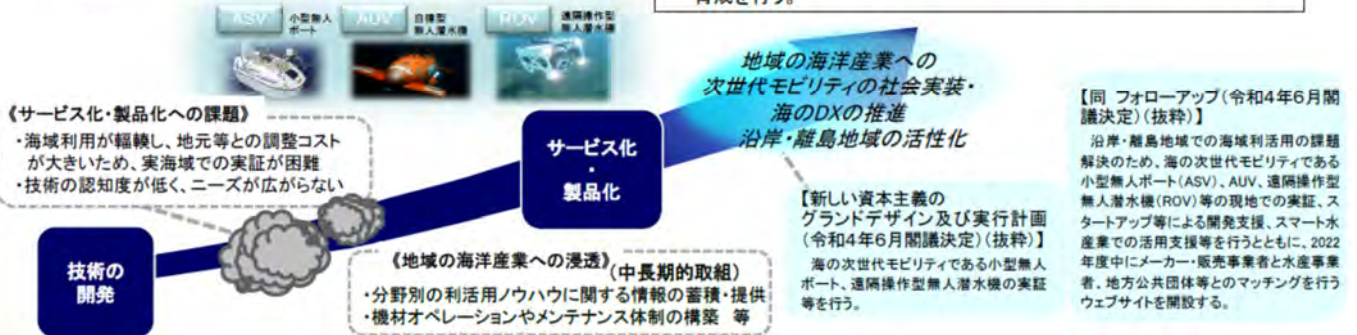 育成を行う。
ASV
小型無人
ボート
AUV
自律型
無人潜水機
ROV
遠隔操作型
無人潜水機
地域の海洋産業への
次世代モビリティの社会実装・
海のDXの推進
沿岸・離島地域の活性化
《サービス化・製品化への課題》
・海域利用が輻輳し、地元等との調整コスト
が大きいため、実海域での実証が困難
・技術の認知度が低く、ニーズが広がらない
サービス化
・
製品化
技術の
開発
《地域の海洋産業への浸透》
(中長期的取組)
・分野別の利活用ノウハウに関する情報の蓄積・提供
・機材オペレーションやメンテナンス体制の構築 等
【新しい資本主義の
グランドデザイン及び実行計画
(令和4年6月閣議決定)(抜粋)】
海の次世代モビリティである小型無人
ボート、遠隔操作型無人潜水機の実証
等を行う。
【同 フォローアップ(令和4年6月閣
議決定)(抜粋)】
沿岸・離島地域での海域利活用の課題
解決のため、海の次世代モビリティである
小型無人ボート(ASV)、AUV、遠隔操作型
無人潜水機(ROV)等の現地での実証、ス
タートアップ等による開発支援、スマート水
産業での活用支援等を行うとともに、2022
年度中にメーカー・販売事業者と水産事業
者、地方公共団体等とのマッチングを行う
ウェブサイトを開設する。